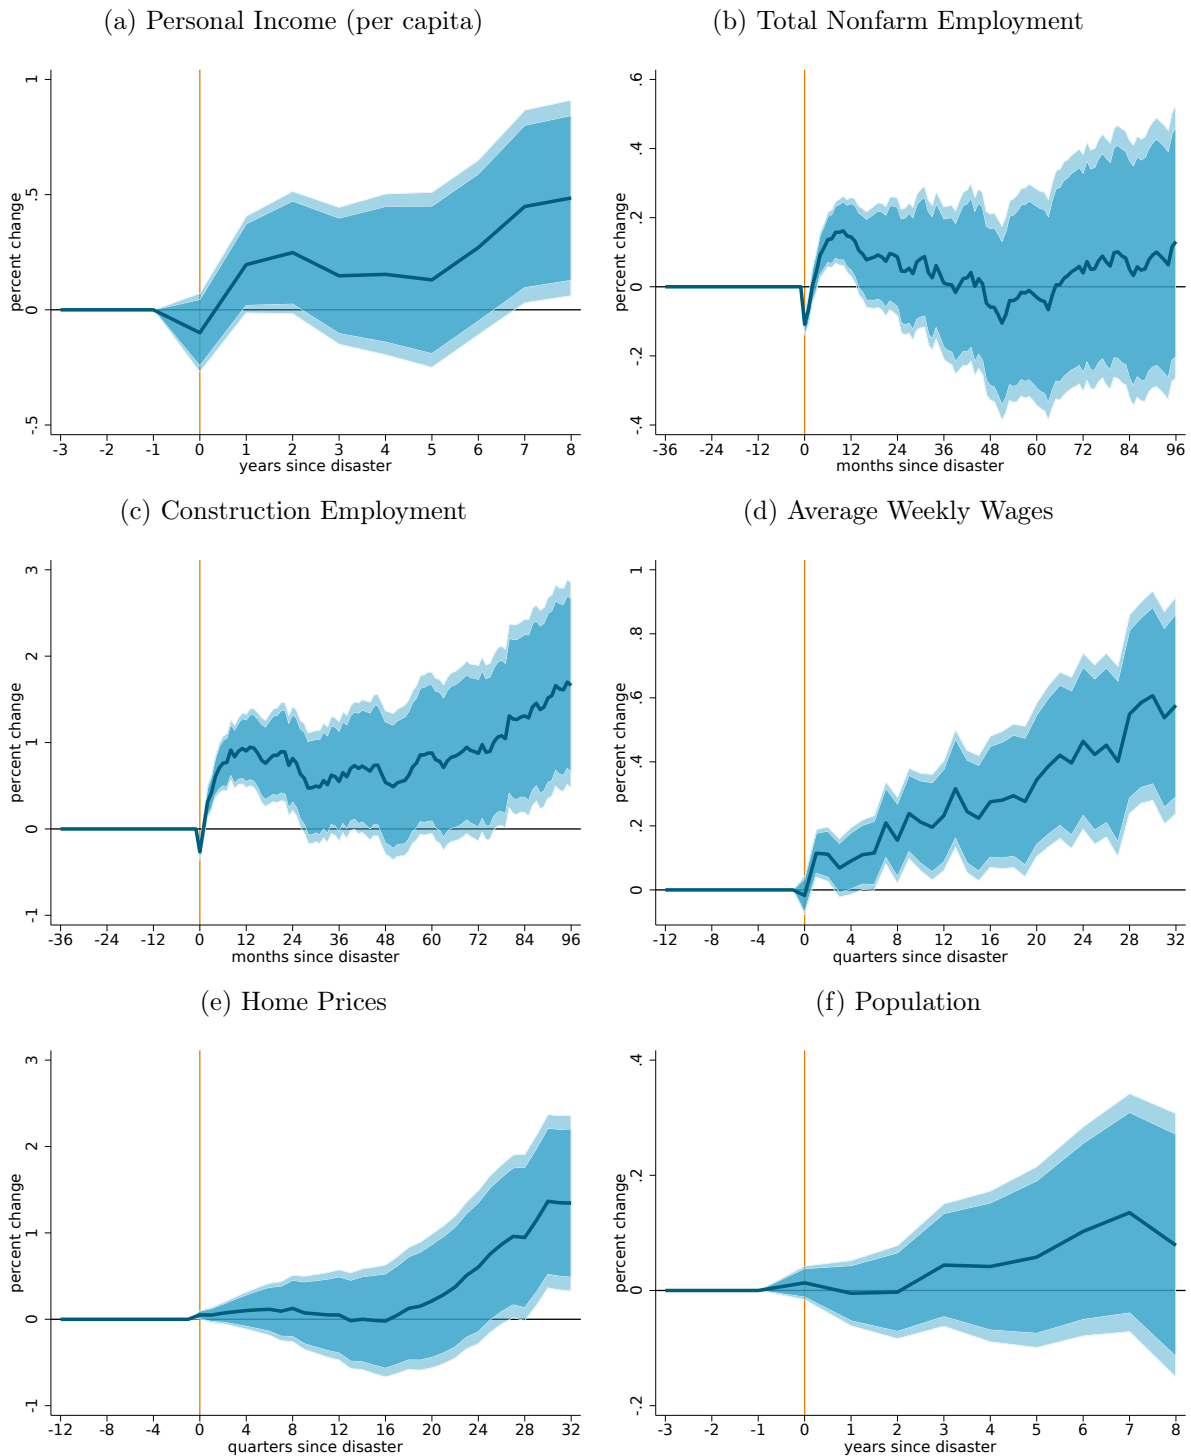 (a) Personal Income (per capita)
(b) Total Nonfarm Employment
percent change
1
.5
0
-.5
-3 -2 -1 0 1 2 3 4 5 6 7 8
years since disaster
percent change
.6
.4
.2
0
-.2
-.4
-36 -24 -12 0 12 24 36 48 60 72 84 96
months since disaster
(c) Construction Employment
(d) Average Weekly Wages
percent change
3
2
1
0
-1
-36 -24 -12 0 12 24 36 48 60 72 84 96
months since disaster
percent change
1
.8
.6
.4
.2
0
-12 -8 -4 0 4 8 12 16 20 24 28 32
quarters since disaster
(e) Home Prices
(f) Population
percent change
3
2
1
0
-1
-12 -8 -4 0 4 8 12 16 20 24 28 32
quarters since disaster
percent change
.4
.2
0
-.2
-3 -2 -1 0 1 2 3 4 5 6 7 8
years since disaster